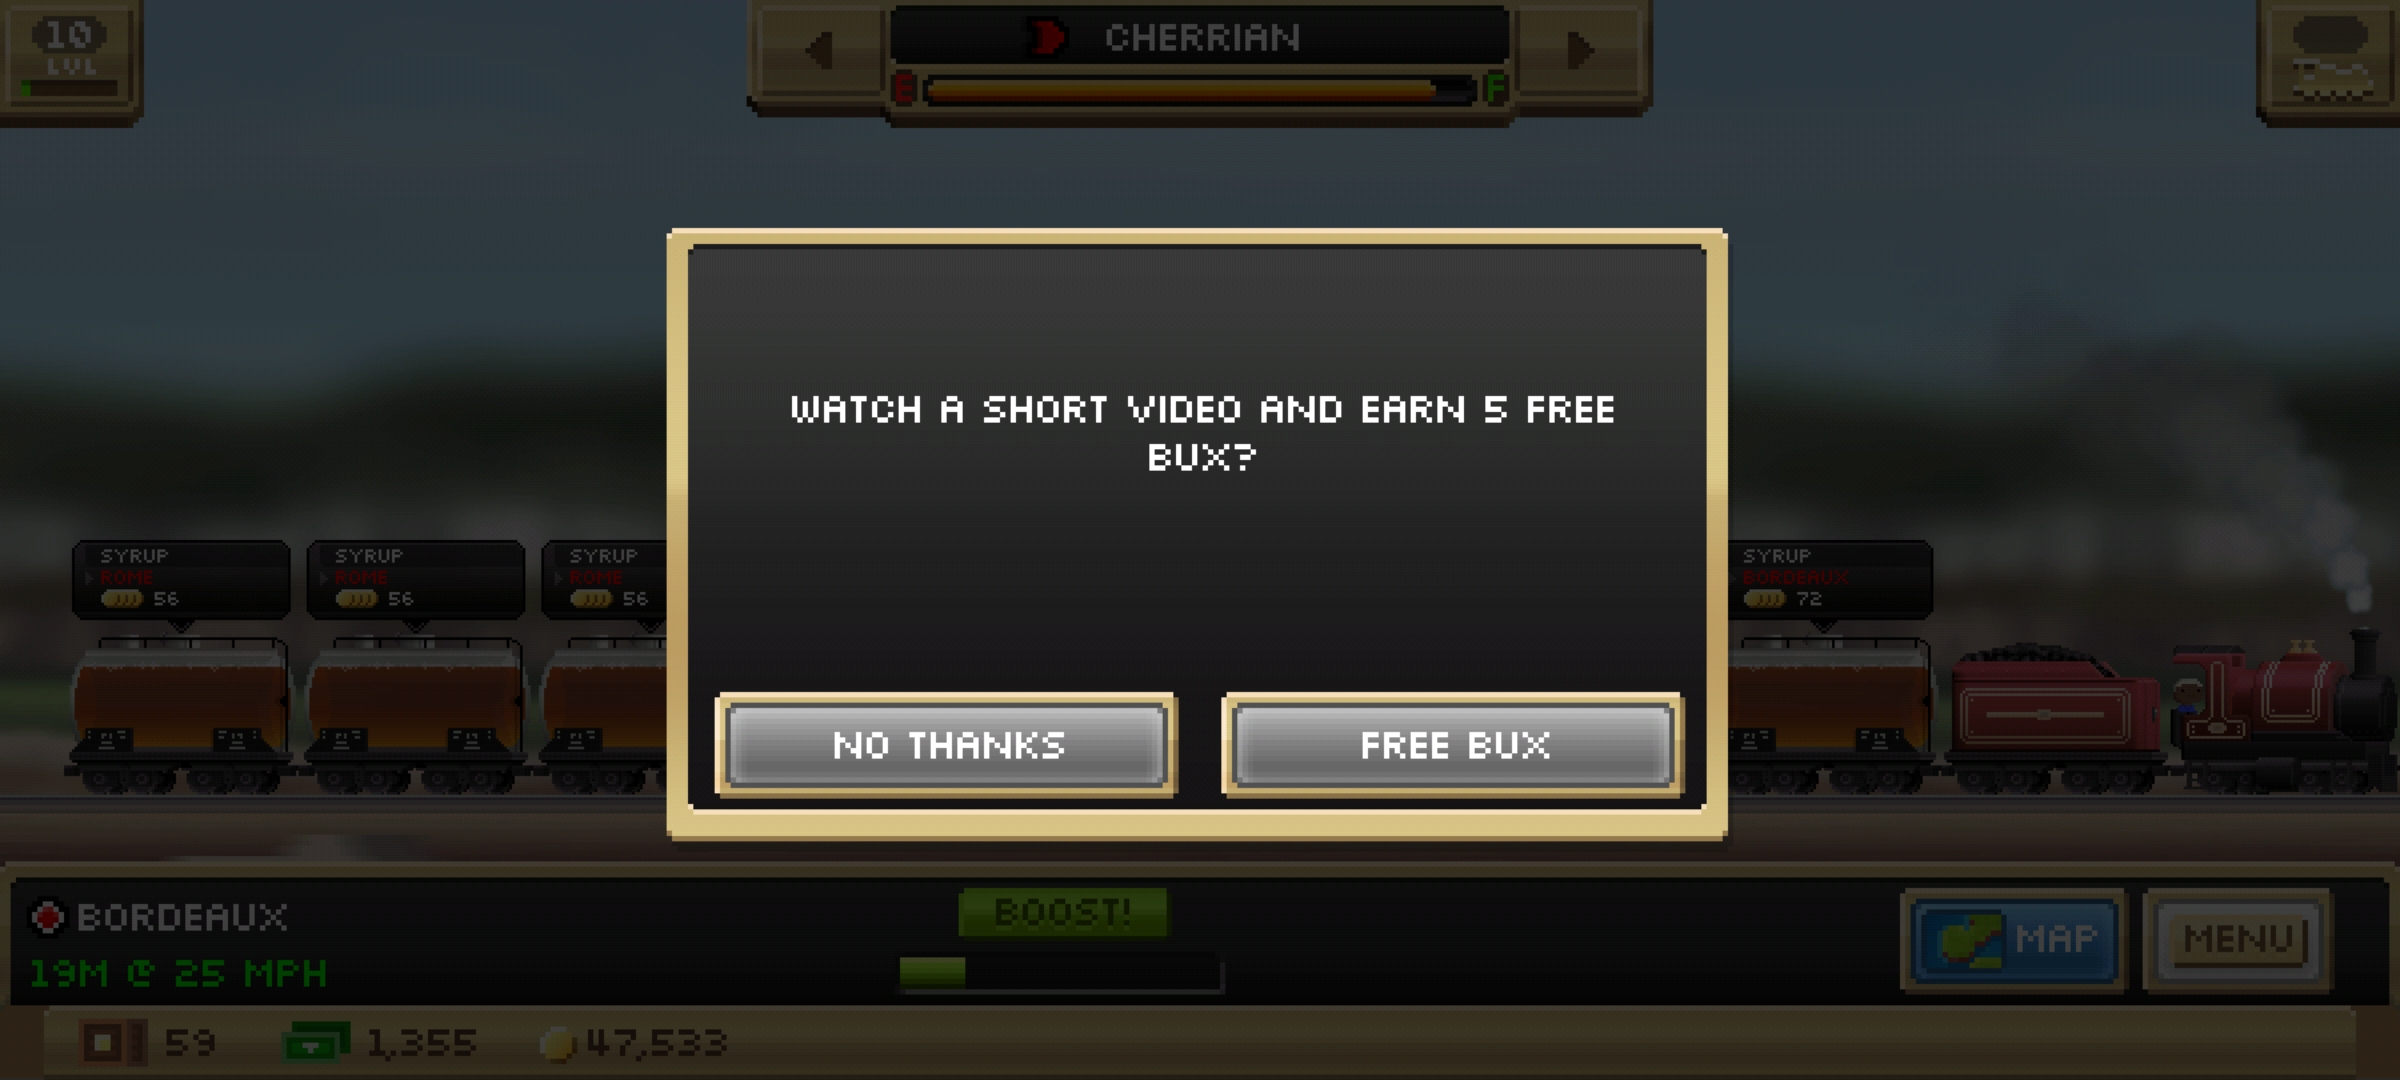 10
LVL
CHERRIAN
E
F
WATCH A SHORT VIDEO AND EARN 5 FREE
BUX?
SYRUP
ROME
56
SYRUP
ROME
56
SYRUP
ROME
56
SYRUP
BORDEAUX
72
NO THANKS
FREE BUX
BORDEAUX
19M @ 25 MPH
BOOST!
MAP
MENU
59
1,355
47,533